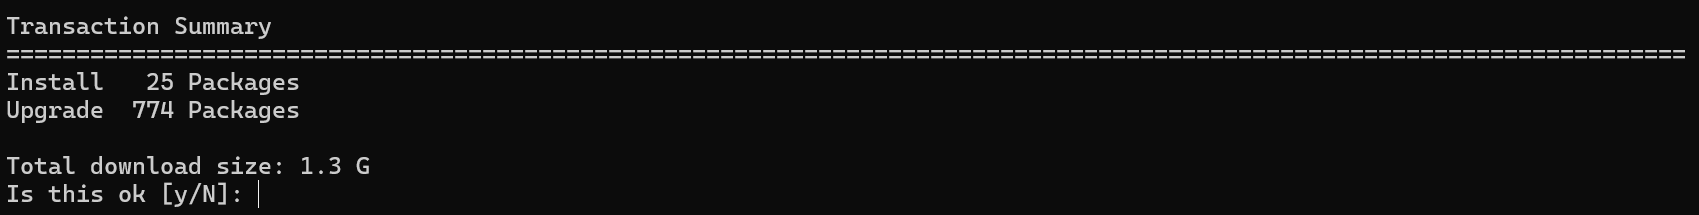 Transaction Summary
========================================================================================================================
Install   25 Packages
Upgrade  774 Packages

Total download size: 1.3 G
Is this ok [y/N]: